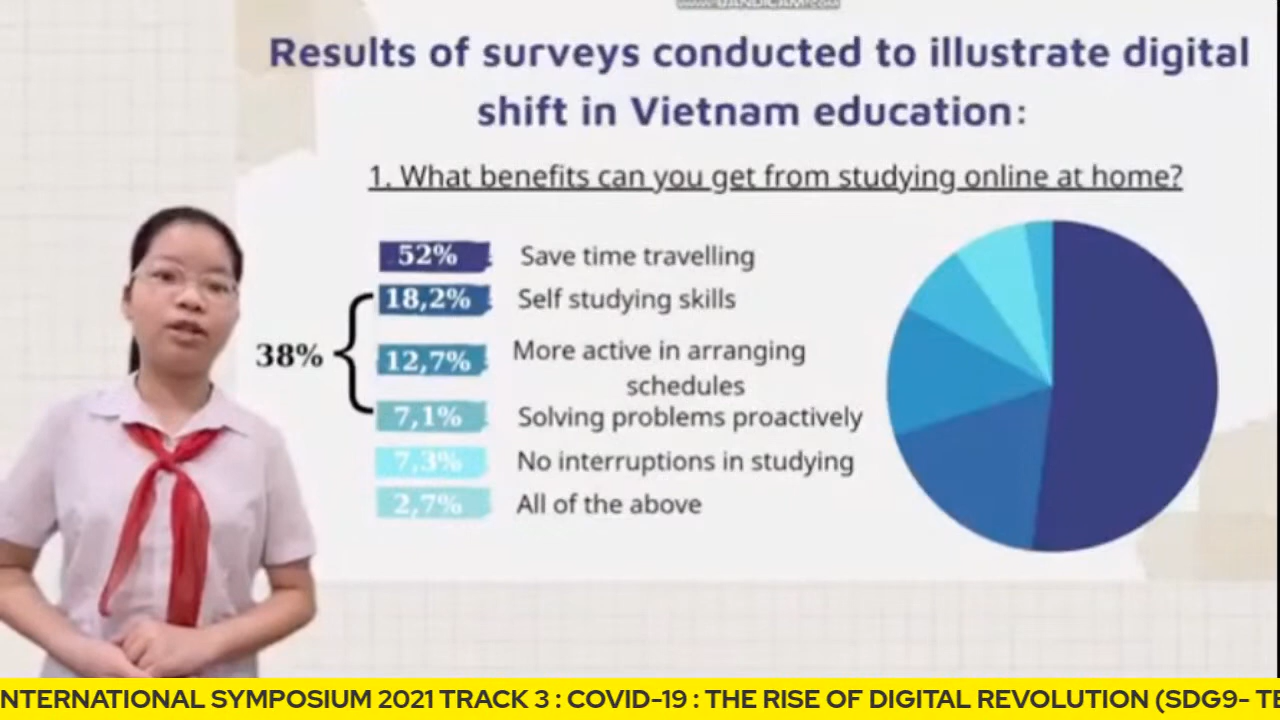 Results of surveys conducted to illustrate digital
shift in Vietnam education:
1. What benefits can you get from studying online at home?
52% Save time travelling
18,2% Self studying skills
38%
12,7% More active in arranging
schedules
7,1% Solving problems proactively
7,3% No interruptions in studying
2,7% All of the above
NTERNATIONAL SYMPOSIUM 2021 TRACK 3 : COVID-19 : THE RISE OF DIGITAL REVOLUTION (SDG9- TE